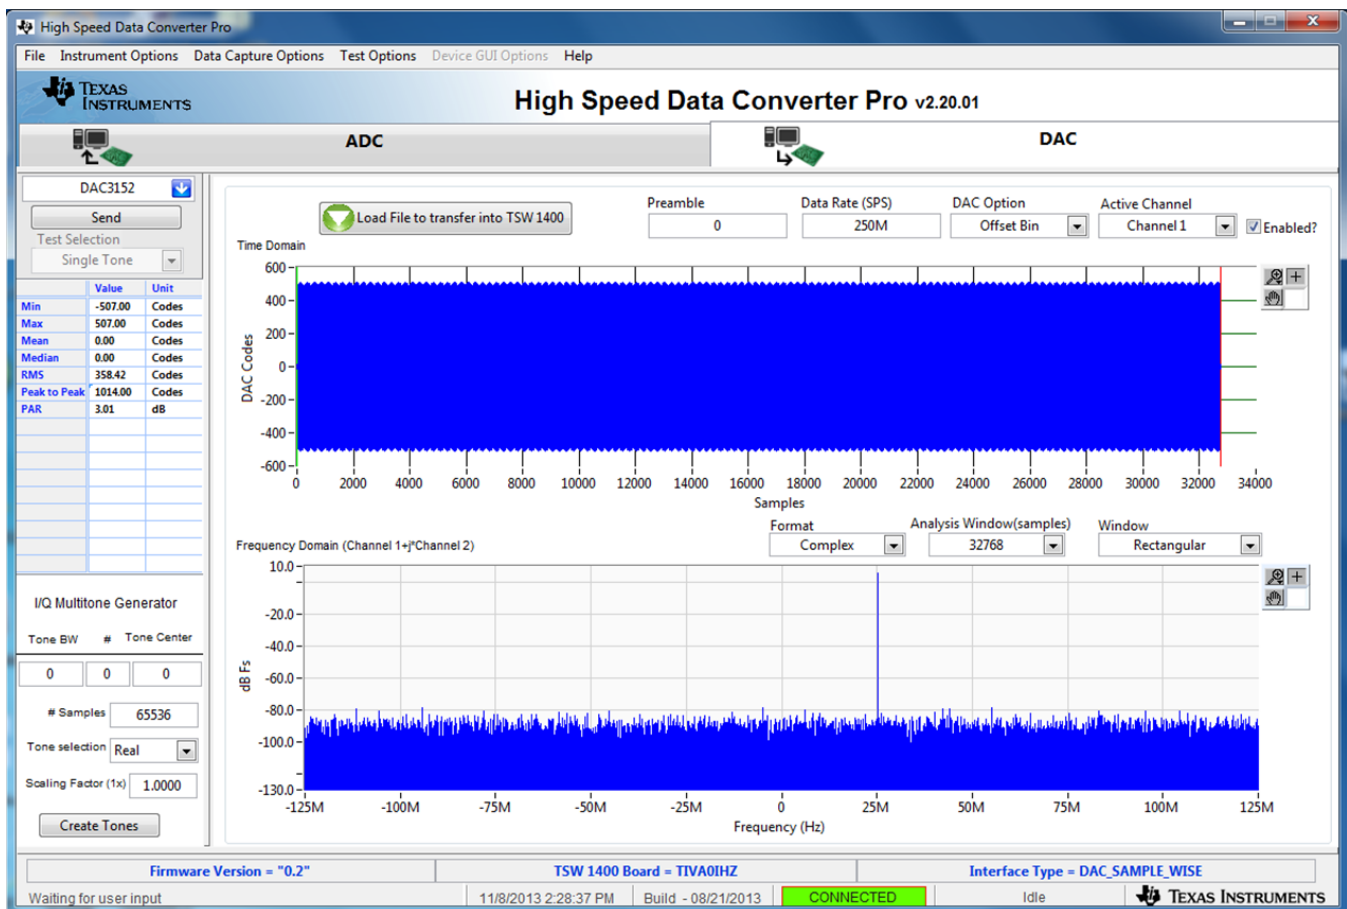 High Speed Data Converter Pro
File Instrument Options Data Capture Options Test Options Device GUI Options Help
TEXAS INSTRUMENTS
High Speed Data Converter Pro v2.20.01
ADC
DAC
DAC3152
Send
Test Selection
Single Tone
Value Unit
Min -507.00 Codes
Max 507.00 Codes
Mean 0.00 Codes
Median 0.00 Codes
RMS 358.42 Codes
Peak to Peak 1014.00 Codes
PAR 3.01 dB
I/Q Multitone Generator
Tone BW # Tone Center
0 0 0
# Samples 65536
Tone selection Real
Scaling Factor (1x) 1.0000
Create Tones
Load File to transfer into TSW 1400
Preamble
0
Data Rate (SPS)
250M
DAC Option
Offset Bin
Active Channel
Channel 1
Enabled?
Time Domain
DAC Codes
600
400
200
0
-200
-400
-600
0 2000 4000 6000 8000 10000 12000 14000 16000 18000 20000 22000 24000 26000 28000 30000 32000 34000
Samples
Format
Complex
Analysis Window(samples)
32768
Window
Rectangular
Frequency Domain (Channel 1+j*Channel 2)
dB Fs
10.0
-20.0
-40.0
-60.0
-80.0
-100.0
-130.0
-125M -100M -75M -50M -25M 0 25M 50M 75M 100M 125M
Frequency (Hz)
Firmware Version = "0.2" TSW 1400 Board = TIVA0IHZ Interface Type = DAC_SAMPLE_WISE
Waiting for user input 11/8/2013 2:28:37 PM Build - 08/21/2013 CONNECTED Idle TEXAS INSTRUMENTS